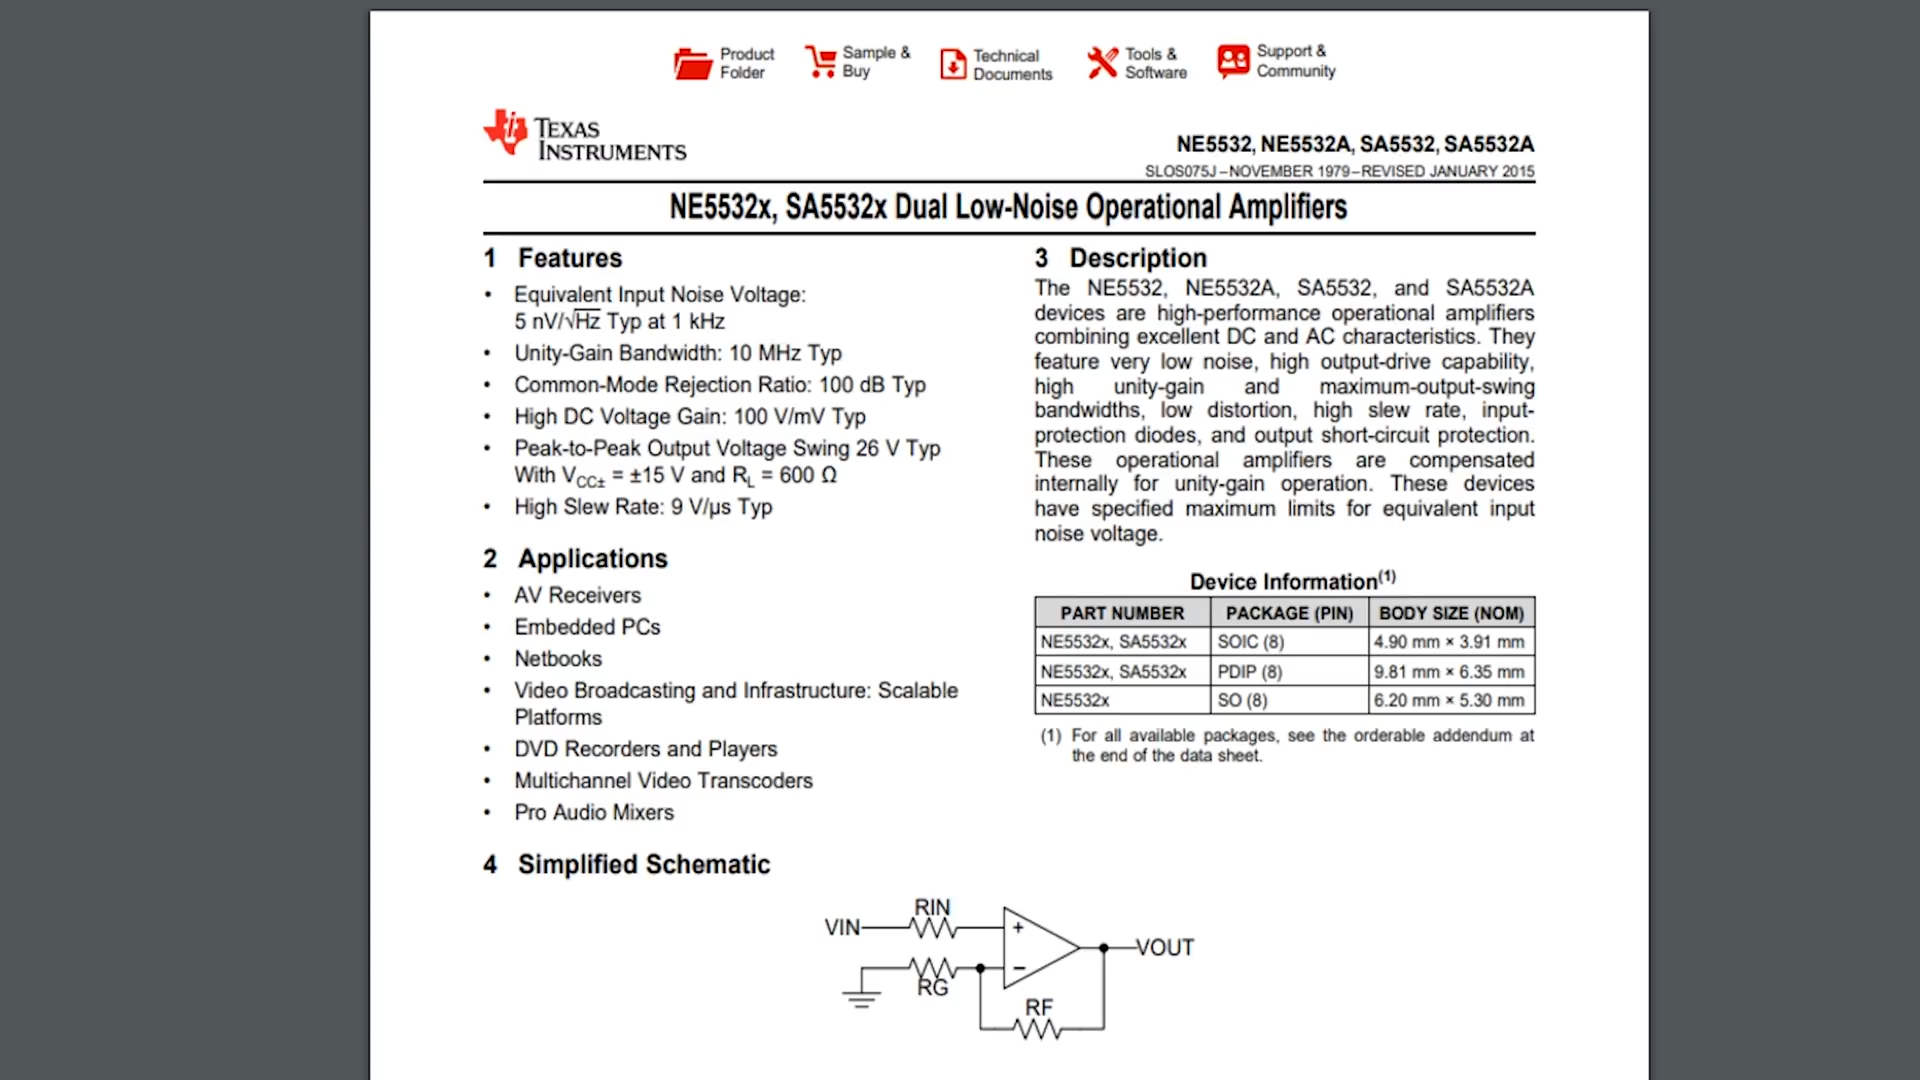 Product Folder
Sample & Buy
Technical Documents
Tools & Software
Support & Community
TEXAS INSTRUMENTS
NE5532, NE5532A, SA5532, SA5532A
SLOS075J – NOVEMBER 1979 – REVISED JANUARY 2015
NE5532x, SA5532x Dual Low-Noise Operational Amplifiers
1 Features
• Equivalent Input Noise Voltage:
5 nV/√Hz Typ at 1 kHz
• Unity-Gain Bandwidth: 10 MHz Typ
• Common-Mode Rejection Ratio: 100 dB Typ
• High DC Voltage Gain: 100 V/mV Typ
• Peak-to-Peak Output Voltage Swing 26 V Typ
With VCC± = ±15 V and RL = 600 Ω
• High Slew Rate: 9 V/μs Typ
2 Applications
• AV Receivers
• Embedded PCs
• Netbooks
• Video Broadcasting and Infrastructure: Scalable
Platforms
• DVD Recorders and Players
• Multichannel Video Transcoders
• Pro Audio Mixers
3 Description
The NE5532, NE5532A, SA5532, and SA5532A
devices are high-performance operational amplifiers
combining excellent DC and AC characteristics. They
feature very low noise, high output-drive capability,
high unity-gain and maximum-output-swing
bandwidths, low distortion, high slew rate, input-
protection diodes, and output short-circuit protection.
These operational amplifiers are compensated
internally for unity-gain operation. These devices
have specified maximum limits for equivalent input
noise voltage.
Device Information(1)
PART NUMBER PACKAGE (PIN) BODY SIZE (NOM)
NE5532x, SA5532x SOIC (8) 4.90 mm × 3.91 mm
NE5532x, SA5532x PDIP (8) 9.81 mm × 6.35 mm
NE5532x SO (8) 6.20 mm × 5.30 mm
(1) For all available packages, see the orderable addendum at
the end of the data sheet.
4 Simplified Schematic
RIN
VIN
+
VOUT
−
RG
RF